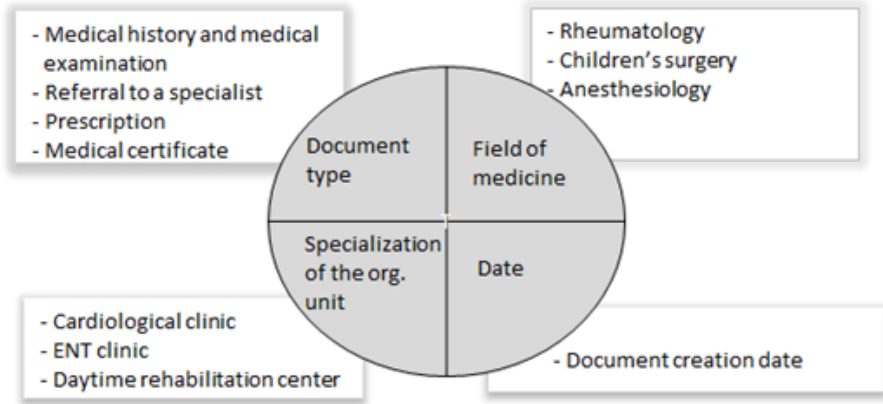 - Medical history and medical
examination
- Referral to a specialist
- Prescription
- Medical certificate
- Rheumatology
- Children’s surgery
- Anesthesiology
Document
type
Field of
medicine
Specialization
of the org.
unit
Date
- Cardiological clinic
- ENT clinic
- Daytime rehabilitation center
- Document creation date